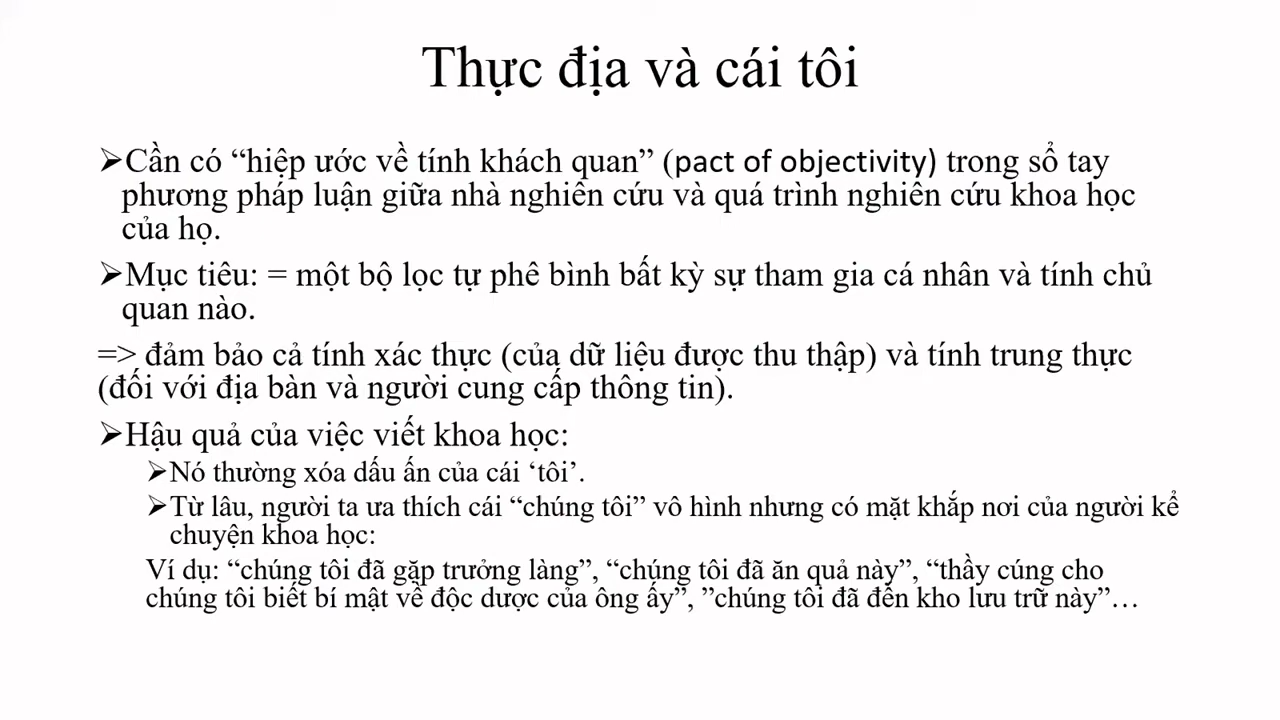 Thực địa và cái tôi
➢Cần có “hiệp ước về tính khách quan” (pact of objectivity) trong sổ tay
phương pháp luận giữa nhà nghiên cứu và quá trình nghiên cứu khoa học
của họ.
➢Mục tiêu: = một bộ lọc tự phê bình bất kỳ sự tham gia cá nhân và tính chủ
quan nào.
=> đảm bảo cả tính xác thực (của dữ liệu được thu thập) và tính trung thực
(đối với địa bàn và người cung cấp thông tin).
➢Hậu quả của việc viết khoa học:
➢Nó thường xóa dấu ấn của cái ‘tôi’.
➢Từ lâu, người ta ưa thích cái “chúng tôi” vô hình nhưng có mặt khắp nơi của người kể
chuyện khoa học:
Ví dụ: “chúng tôi đã gặp trưởng làng”, “chúng tôi đã ăn quả này”, “thầy cúng cho
chúng tôi biết bí mật về độc dược của ông ấy”, ”chúng tôi đã đến kho lưu trữ này”…